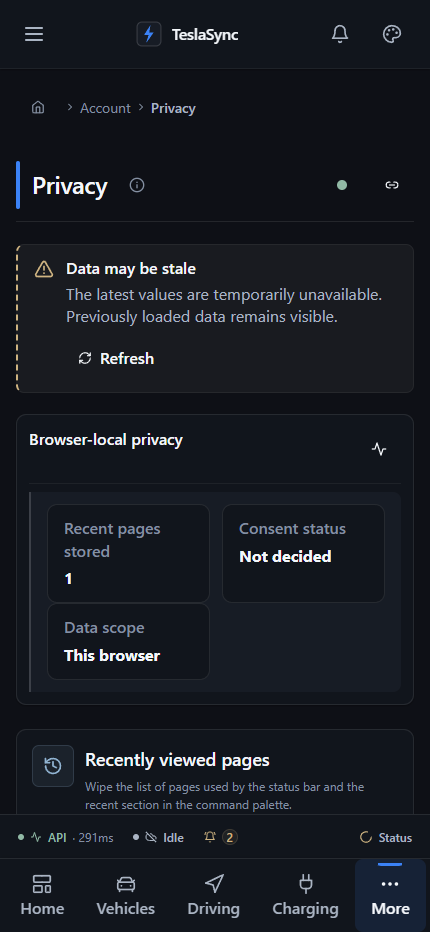 TeslaSync
Account
Privacy
Privacy
Data may be stale
The latest values are temporarily unavailable.
Previously loaded data remains visible.
Refresh
Browser-local privacy
Recent pages
stored
1
Consent status
Not decided
Data scope
This browser
Recently viewed pages
Wipe the list of pages used by the status bar and the
recent section in the command palette.
API · 291ms
Idle
2
Status
Home
Vehicles
Driving
Charging
More